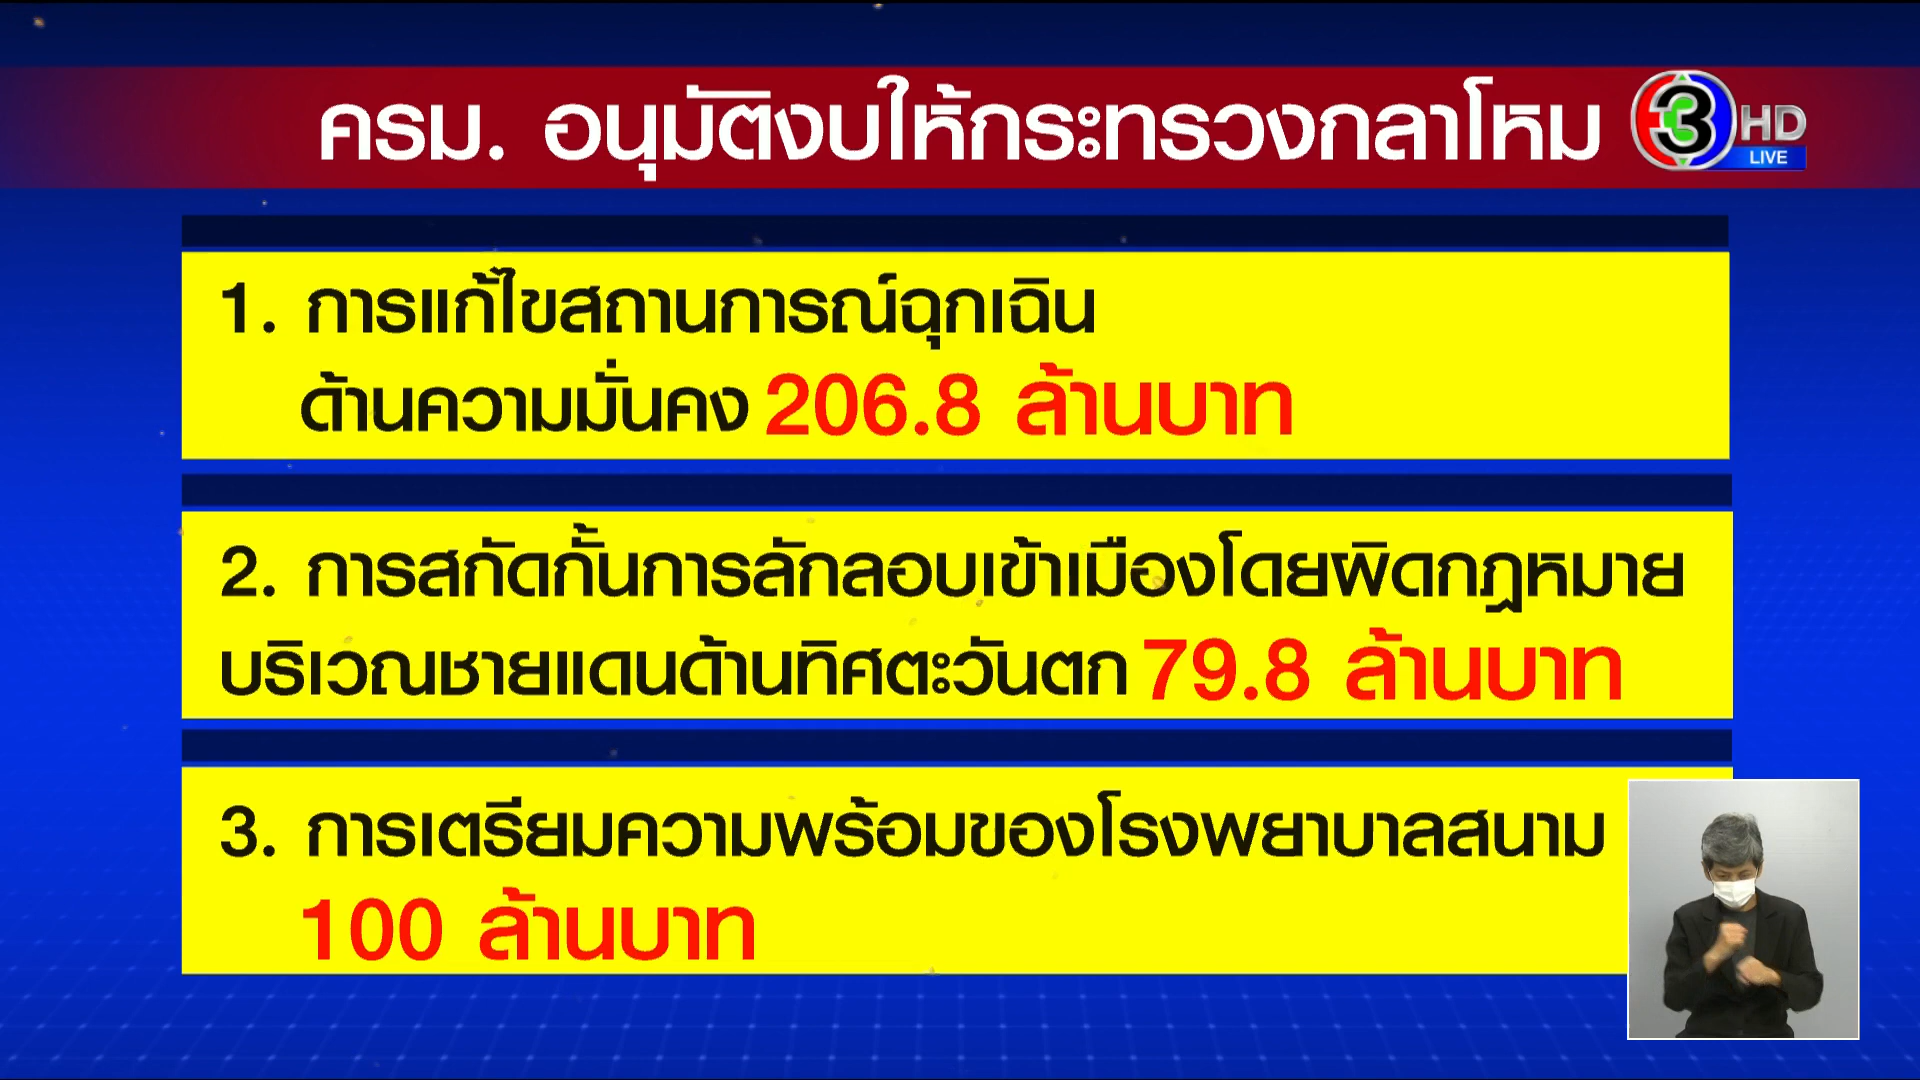 ครม. อนุมัติงบให้กระทรวงกลาโหม
3 HD
LIVE
1. การแก้ไขสถานการณ์ฉุกเฉิน
ด้านความมั่นคง 206.8 ล้านบาท
2. การสกัดกั้นการลักลอบเข้าเมืองโดยผิดกฎหมาย
บริเวณชายแดนด้านทิศตะวันตก 79.8 ล้านบาท
3. การเตรียมความพร้อมของโรงพยาบาลสนาม
100 ล้านบาท